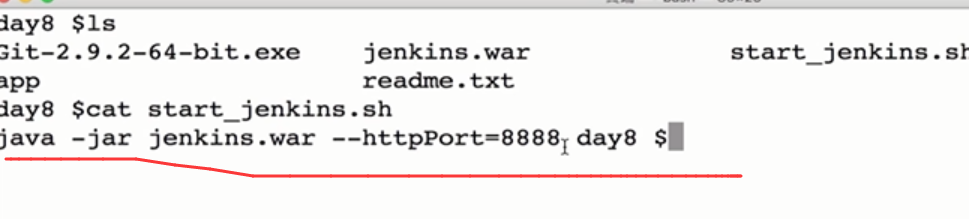 day8 $ls
Git-2.9.2-64-bit.exe jenkins.war start_jenkins.sh
app readme.txt
day8 $cat start_jenkins.sh
java -jar jenkins.war --httpPort=8888 day8 $